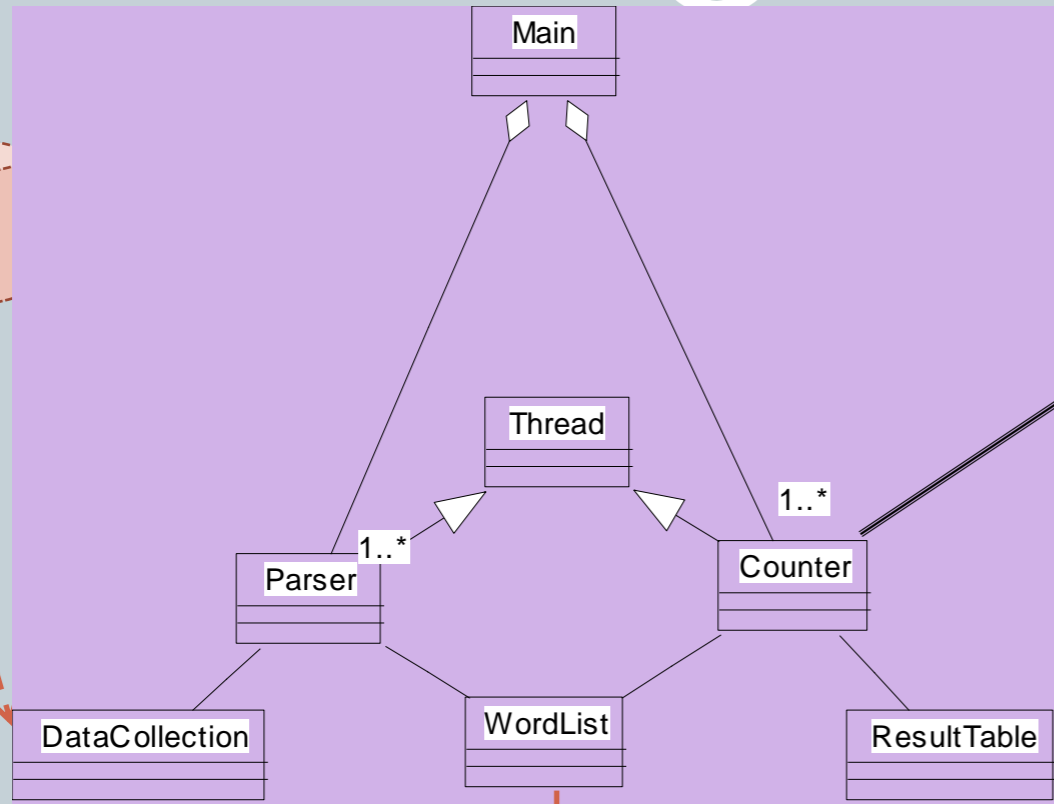 Main
Thread
1..*
1..*
Parser
Counter
DataCollection
WordList
ResultTable